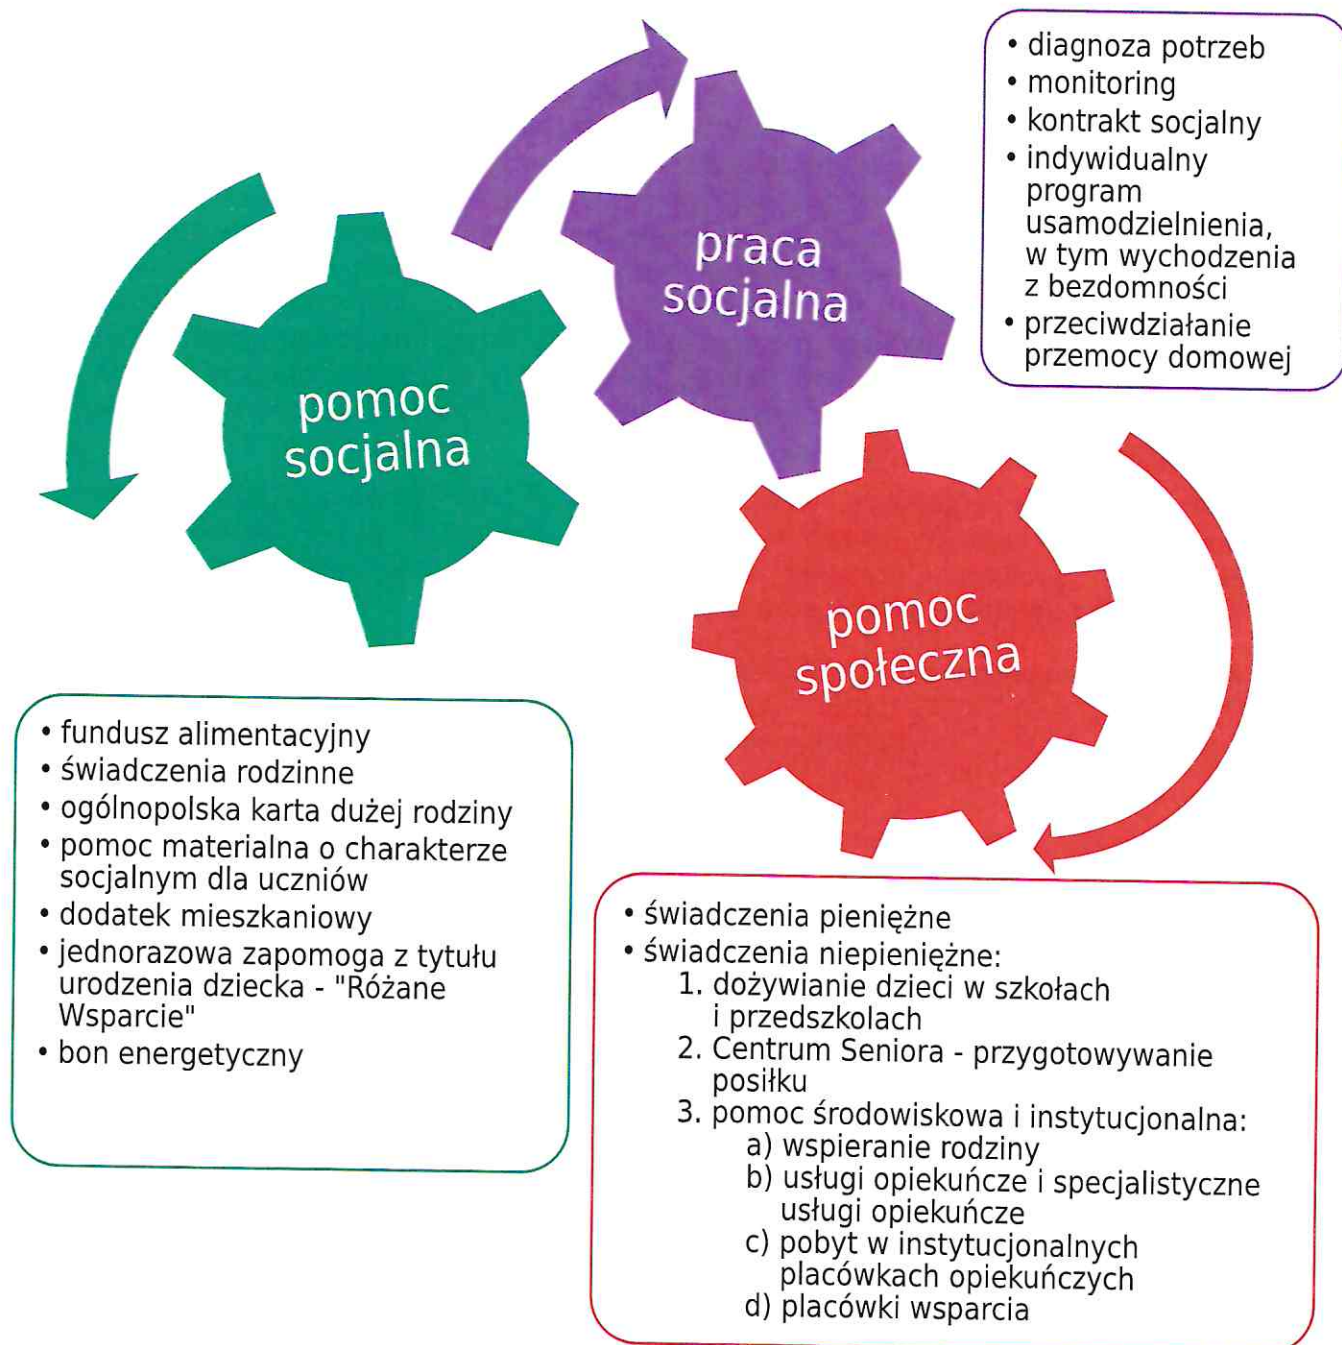 • diagnoza potrzeb
• monitoring
• kontrakt socjalny
• indywidualny
program
usamodzielnienia,
w tym wychodzenia
z bezdomności
• przeciwdziałanie
przemocy domowej
praca
socjalna
pomoc
socjalna
pomoc
społeczna
• fundusz alimentacyjny
• świadczenia rodzinne
• ogólnopolska karta dużej rodziny
• pomoc materialna o charakterze
socjalnym dla uczniów
• dodatek mieszkaniowy
• jednorazowa zapomoga z tytułu
urodzenia dziecka - "Różane
Wsparcie"
• bon energetyczny
• świadczenia pieniężne
• świadczenia niepieniężne:
1. dożywianie dzieci w szkołach
i przedszkolach
2. Centrum Seniora - przygotowywanie
posiłku
3. pomoc środowiskowa i instytucjonalna:
a) wspieranie rodziny
b) usługi opiekuńcze i specjalistyczne
usługi opiekuńcze
c) pobyt w instytucjonalnych
placówkach opiekuńczych
d) placówki wsparcia